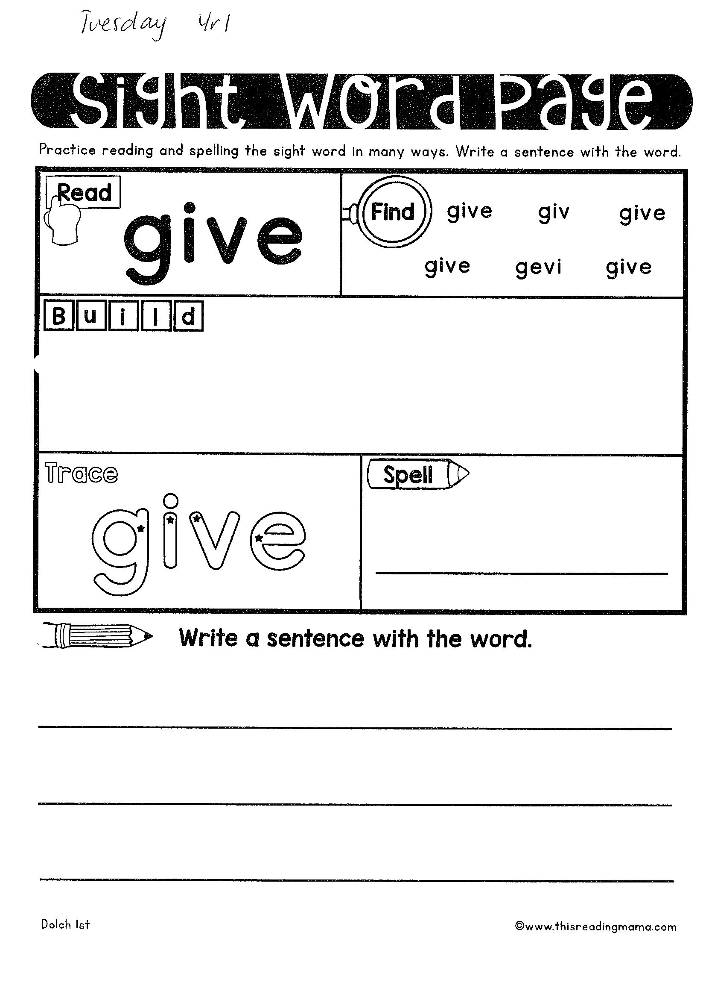 Tuesday Yr1
Sight Word Page
Practice reading and spelling the sight word in many ways. Write a sentence with the word.
Read
give
Find
give giv give
give gevi give
Build
Trace
give
Spell
Write a sentence with the word.
Dolch 1st
©www.thisreadingmama.com